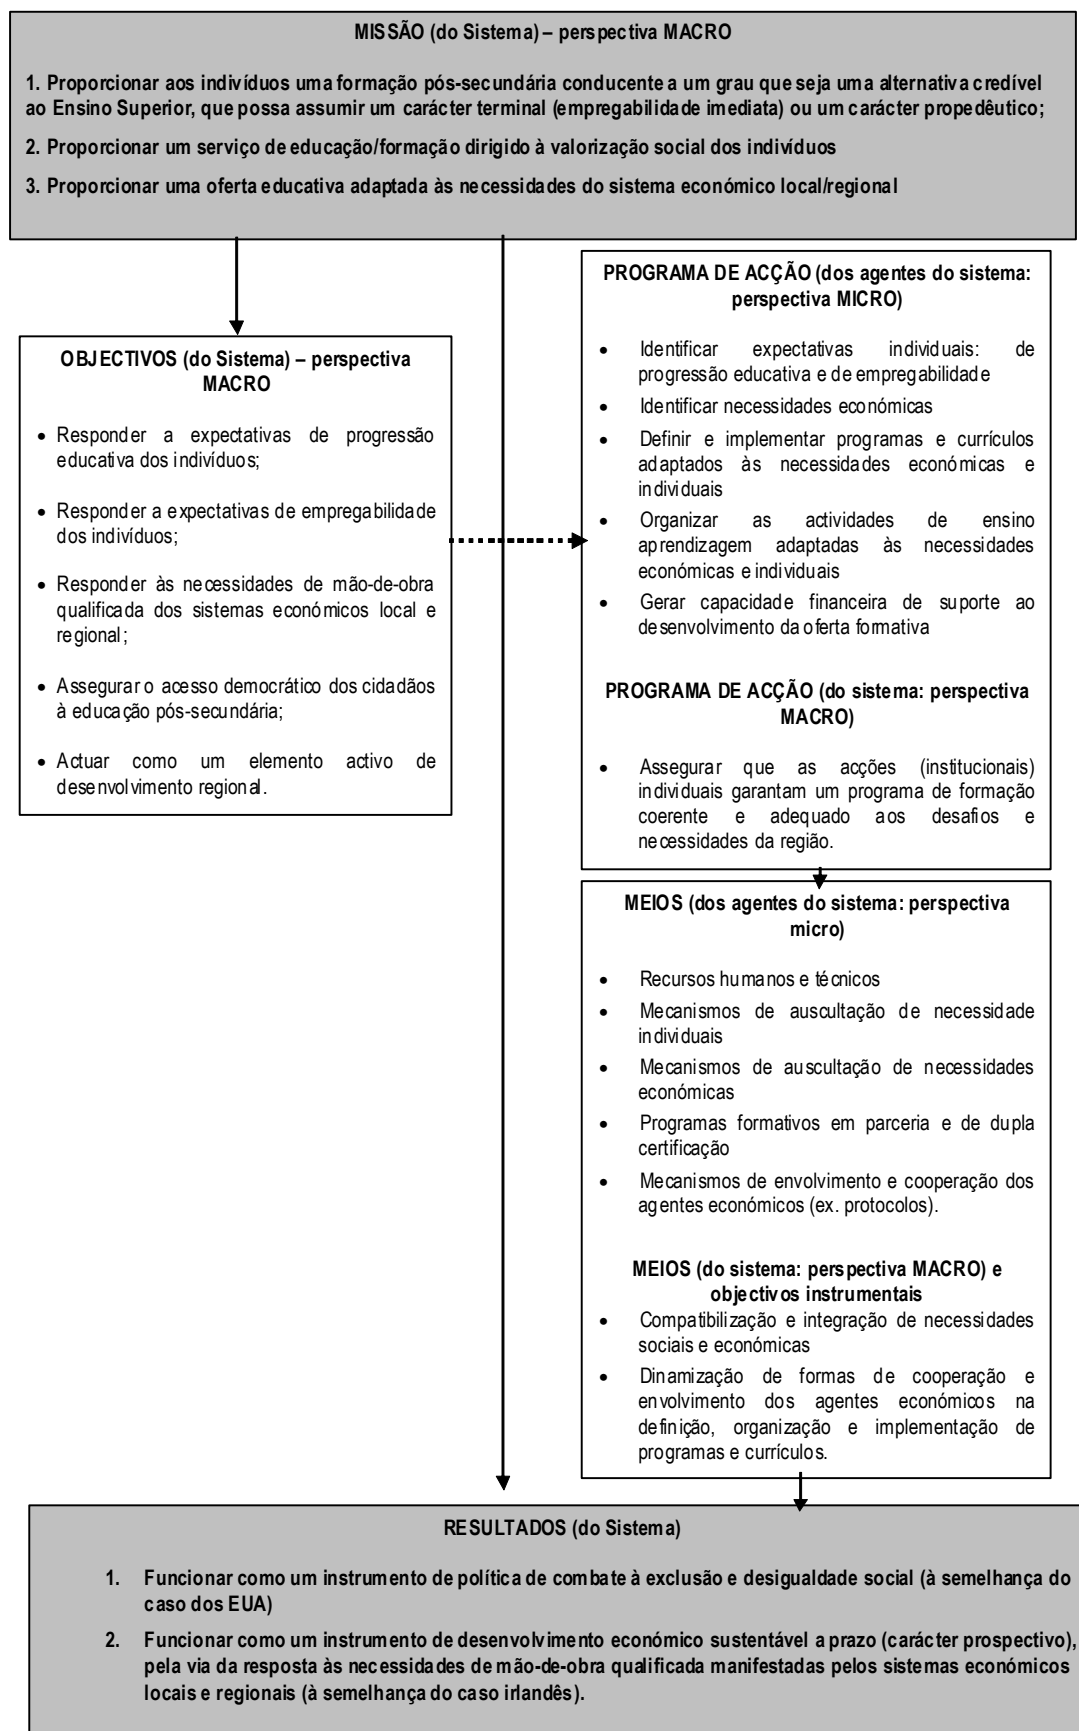 MISSÃO (do Sistema) – perspectiva MACRO
1. Proporcionar aos indivíduos uma formação pós-secundária conducente a um grau que seja uma alternativa credível
ao Ensino Superior, que possa assumir um carácter terminal (empregabilidade imediata) ou um carácter propedêutico;
2. Proporcionar um serviço de educação/formação dirigido à valorização social dos indivíduos
3. Proporcionar uma oferta educativa adaptada às necessidades do sistema económico local/regional
OBJECTIVOS (do Sistema) – perspectiva
MACRO
• Responder a expectativas de progressão
educativa dos indivíduos;
• Responder a expectativas de empregabilidade
dos indivíduos;
• Responder às necessidades de mão-de-obra
qualificada dos sistemas económicos local e
regional;
• Assegurar o acesso democrático dos cidadãos
à educação pós-secundária;
• Actuar como um elemento activo de
desenvolvimento regional.
PROGRAMA DE ACÇÃO (dos agentes do sistema:
perspectiva MICRO)
• Identificar expectativas individuais: de
progressão educativa e de empregabilidade
• Identificar necessidades económicas
• Definir e implementar programas e currículos
adaptados às necessidades económicas e
individuais
• Organizar as actividades de ensino
aprendizagem adaptadas às necessidades
económicas e individuais
• Gerar capacidade financeira de suporte ao
desenvolvimento da oferta formativa
PROGRAMA DE ACÇÃO (do sistema: perspectiva
MACRO)
• Assegurar que as acções (institucionais)
individuais garantam um programa de formação
coerente e adequado aos desafios e
necessidades da região.
MEIOS (dos agentes do sistema: perspectiva
micro)
• Recursos humanos e técnicos
• Mecanismos de auscultação de necessidade
individuais
• Mecanismos de auscultação de necessidades
económicas
• Programas formativos em parceria e de dupla
certificação
• Mecanismos de envolvimento e cooperação dos
agentes económicos (ex. protocolos).
MEIOS (do sistema: perspectiva MACRO) e
objectivos instrumentais
• Compatibilização e integração de necessidades
sociais e económicas
• Dinamização de formas de cooperação e
envolvimento dos agentes económicos na
definição, organização e implementação de
programas e currículos.
RESULTADOS (do Sistema)
1. Funcionar como um instrumento de política de combate à exclusão e desigualdade social (à semelhança do
caso dos EUA)
2. Funcionar como um instrumento de desenvolvimento económico sustentável a prazo (carácter prospectivo),
pela via da resposta às necessidades de mão-de-obra qualificada manifestadas pelos sistemas económicos
locais e regionais (à semelhança do caso irlandês).